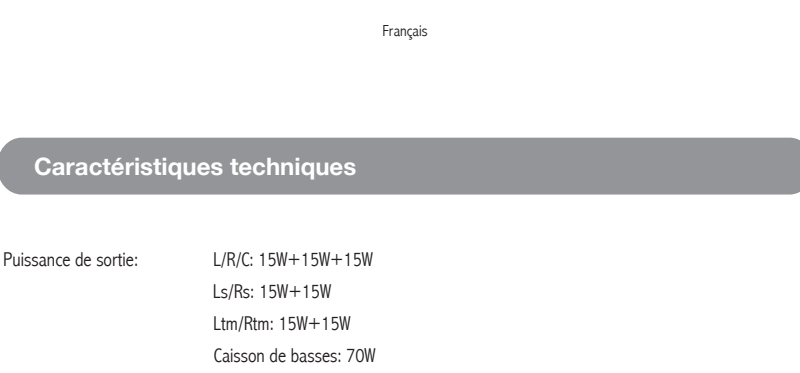 Français
Caractéristiques techniques
Puissance de sortie: L/R/C: 15W+15W+15W
Ls/Rs: 15W+15W
Ltm/Rtm: 15W+15W
Caisson de basses: 70W